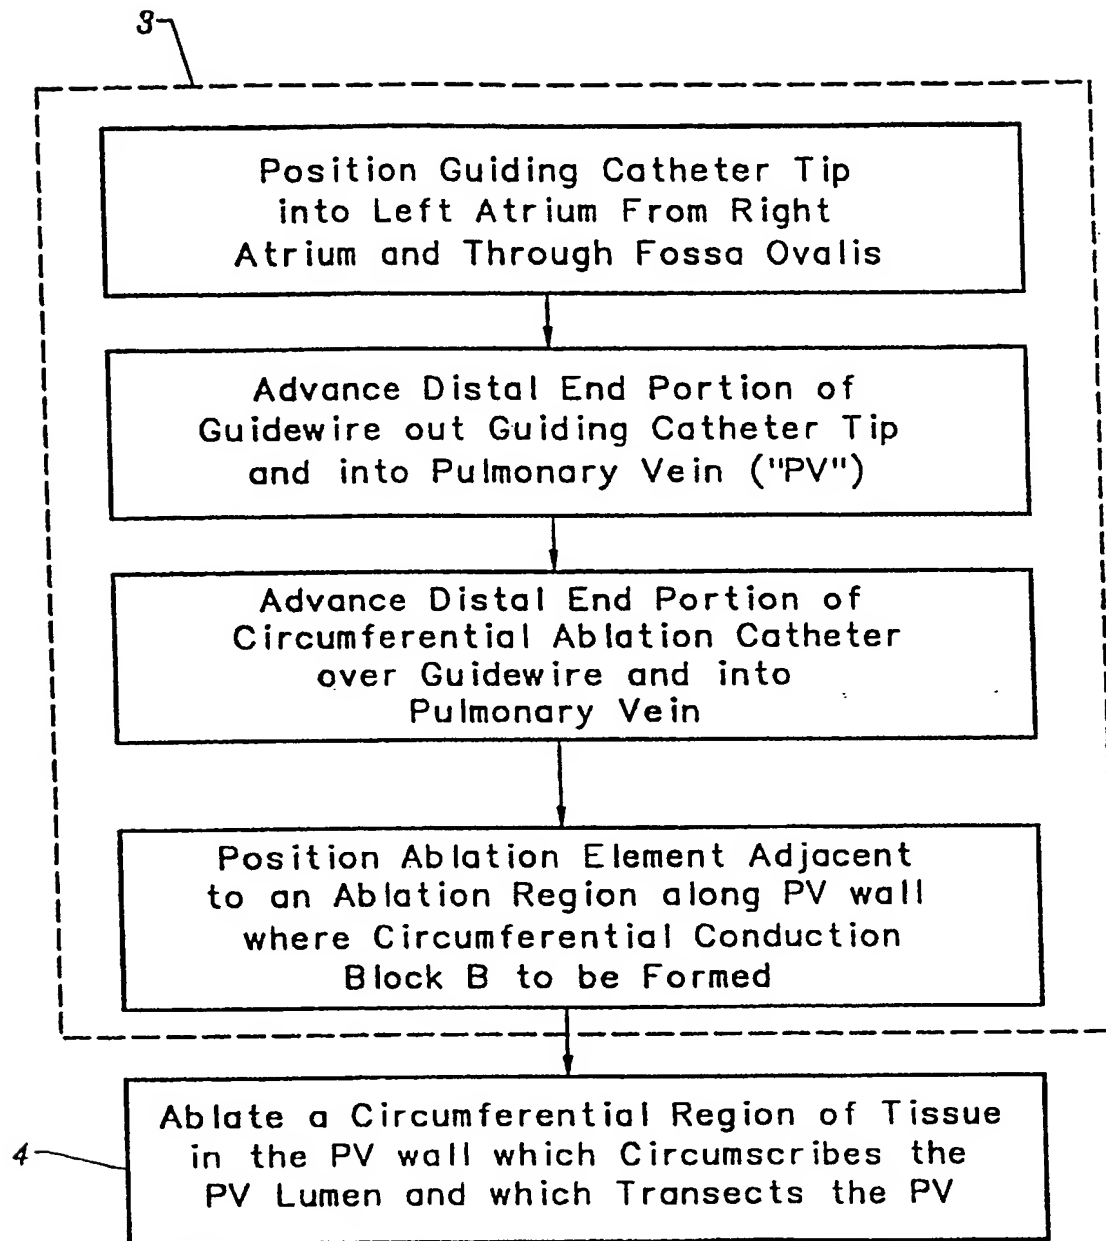 3
Position Guiding Catheter Tip
into Left Atrium From Right
Atrium and Through Fossa Ovalis
Advance Distal End Portion of
Guidewire out Guiding Catheter Tip
and into Pulmonary Vein ("PV")
Advance Distal End Portion of
Circumferential Ablation Catheter
over Guidewire and into
Pulmonary Vein
Position Ablation Element Adjacent
to an Ablation Region along PV wall
where Circumferential Conduction
Block B to be Formed
4
Ablate a Circumferential Region of Tissue
in the PV wall which Circumscribes the
PV Lumen and which Transects the PV